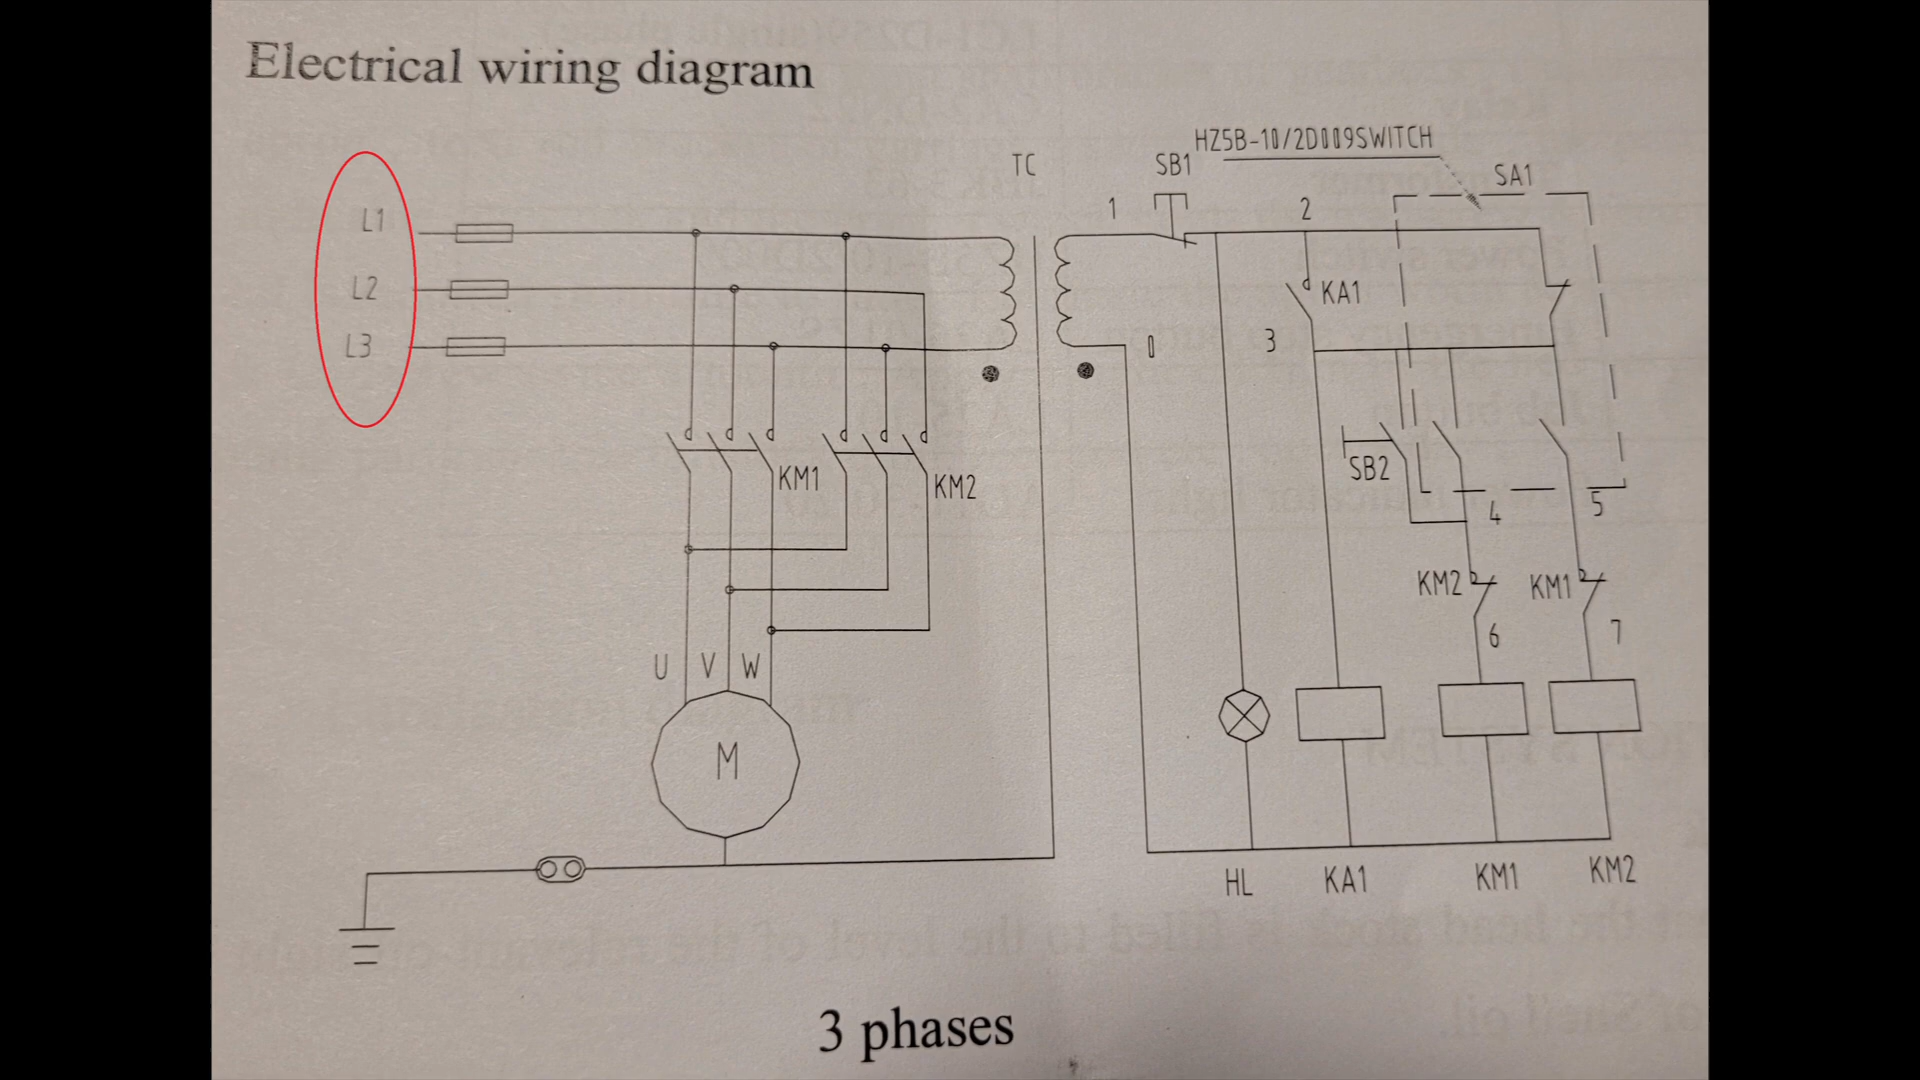 Electrical wiring diagram
HZ5B-10/2D009SWITCH
TC
SB1
SA1
1
2
L1
L2
KA1
L3
0
3
KM1
KM2
SB2
4
5
KM2
KM1
6
7
U V W
M
HL
KA1
KM1
KM2
3 phases